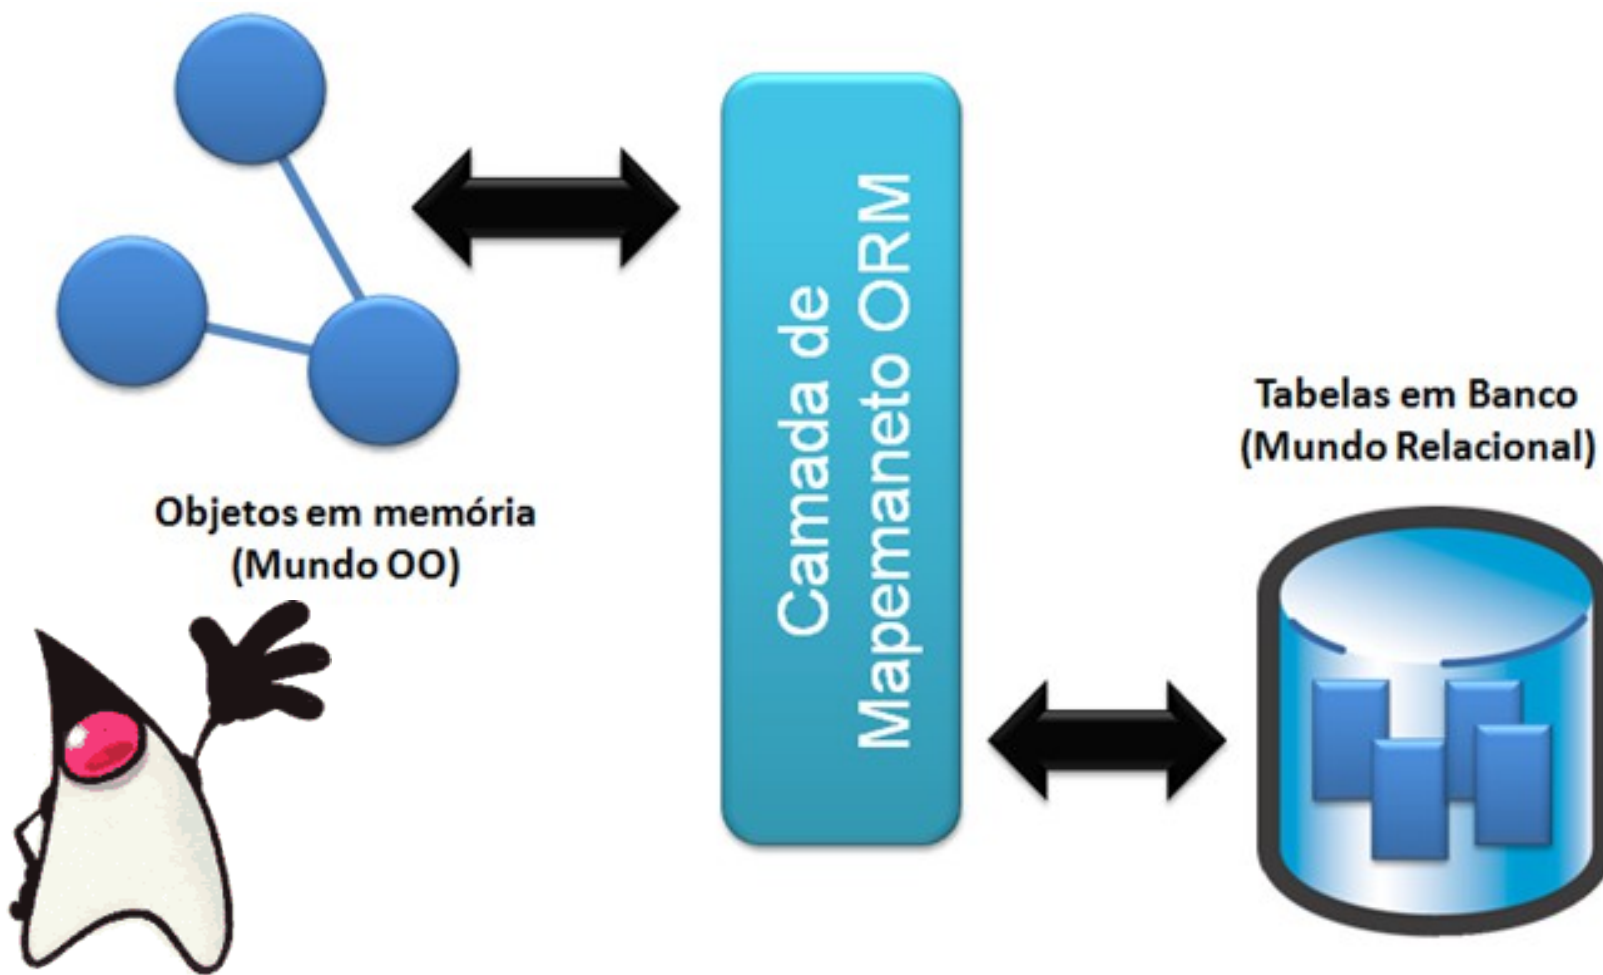 Objetos em memória
(Mundo OO)
Camada de
Mapemaneto ORM
Tabelas em Banco
(Mundo Relacional)